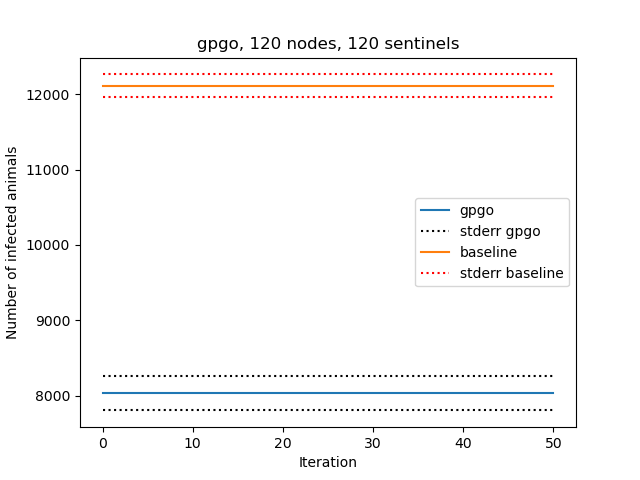 gpgo, 120 nodes, 120 sentinels
12000
11000
10000
9000
8000
Number of infected animals
gpgo
stderr gpgo
baseline
stderr baseline
0 10 20 30 40 50
Iteration